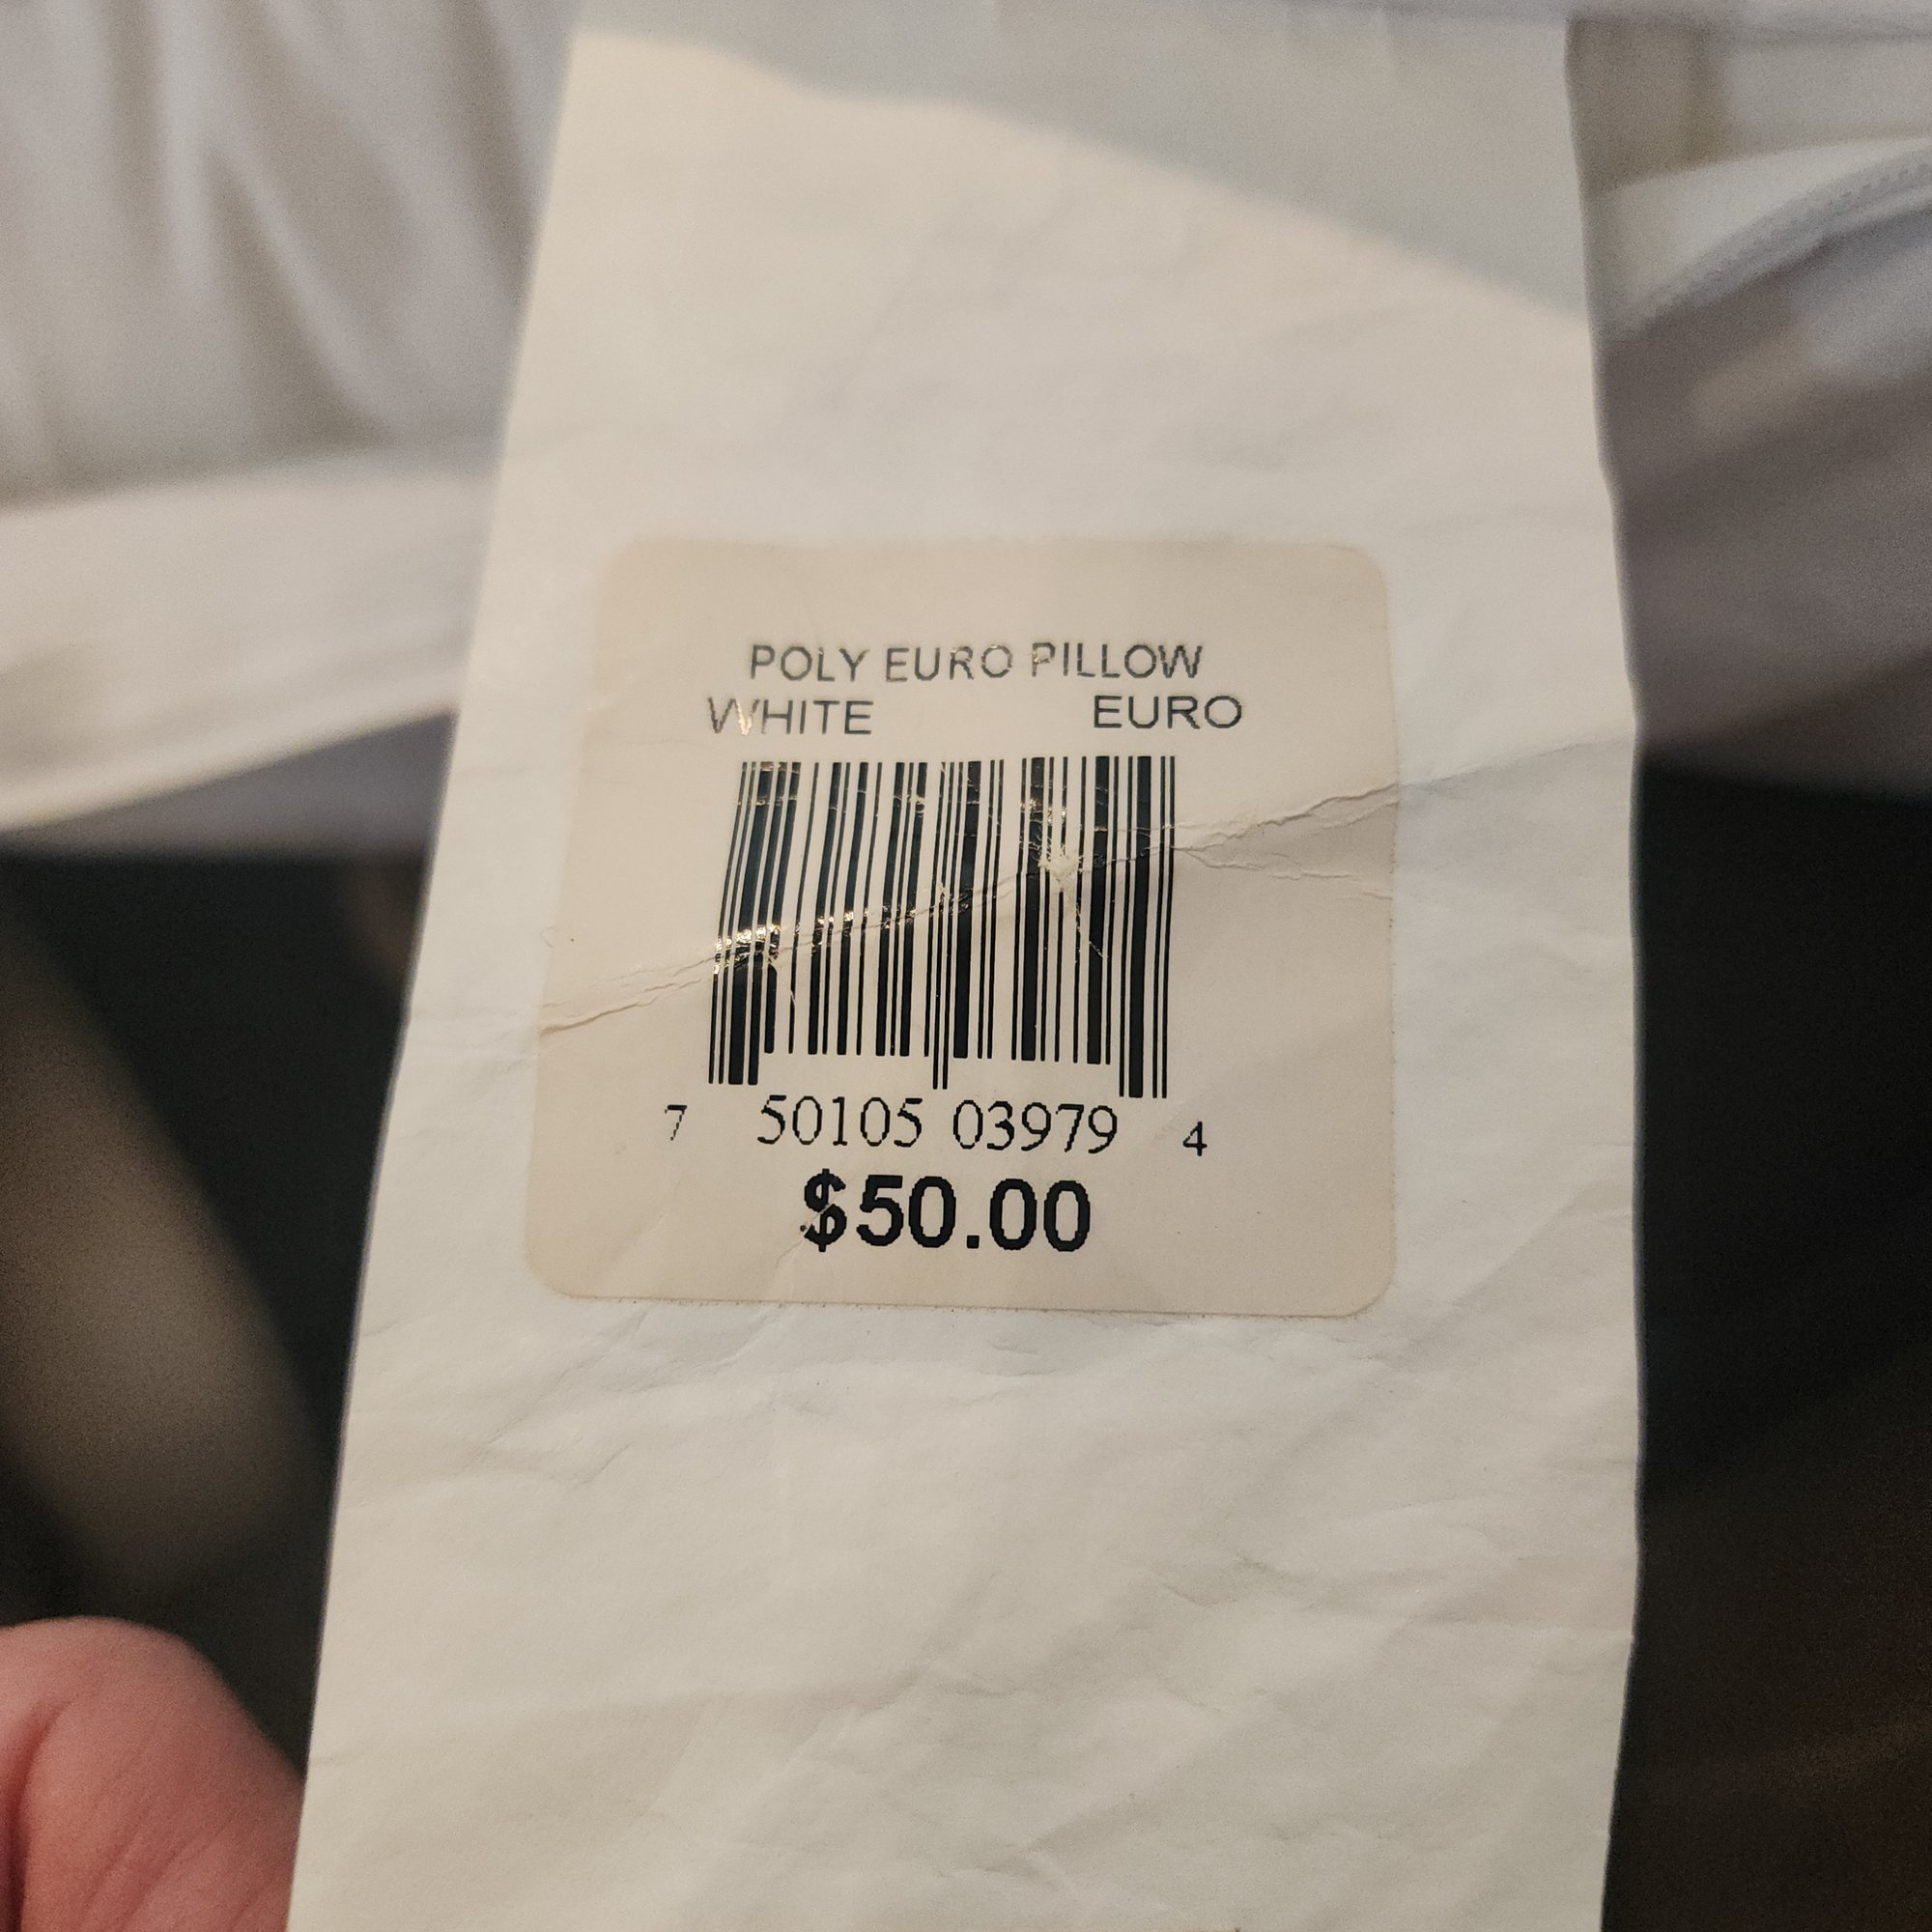 POLY EURO PILLOW
WHITE EURO
7 50105 03979 4
$50.00